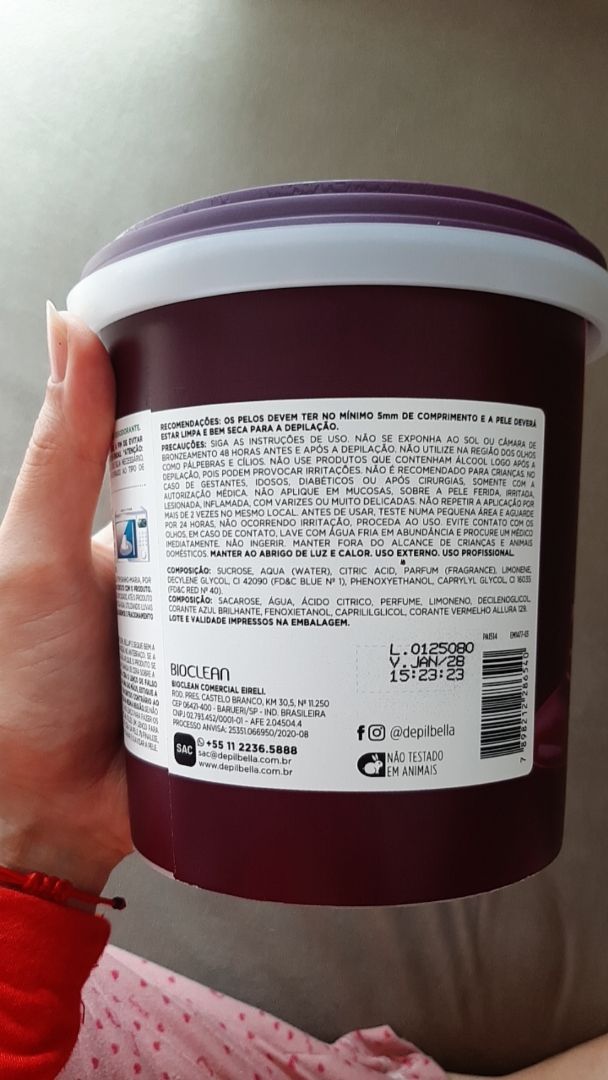 RECOMENDAÇÕES: OS PELOS DEVEM TER NO MÍNIMO 5mm DE COMPRIMENTO E A PELE DEVERÁ
ESTAR LIMPA E BEM SECA PARA A DEPILAÇÃO.
PRECAUÇÕES: SIGA AS INSTRUÇÕES DE USO. NÃO SE EXPONHA AO SOL OU CÂMARA DE
BRONZEAMENTO 48 HORAS ANTES E APÓS A DEPILAÇÃO. NÃO UTILIZE NA REGIÃO DOS OLHOS
COMO PÁLPEBRAS E CÍLIOS. NÃO USE PRODUTOS QUE CONTENHAM ÁLCOOL LOGO APÓS A
DEPILAÇÃO, POIS PODEM PROVOCAR IRRITAÇÕES. NÃO É RECOMENDADO PARA CRIANÇAS. NO
CASO DE GESTANTES, IDOSOS, DIABÉTICOS OU APÓS CIRURGIAS, SOMENTE COM A
AUTORIZAÇÃO MÉDICA. NÃO APLIQUE EM MUCOSAS, SOBRE A PELE FERIDA, IRRITADA,
LESIONADA, INFLAMADA, COM VARIZES OU MUITO DELICADAS. NÃO REPETIR A APLICAÇÃO POR
MAIS DE 2 VEZES NO MESMO LOCAL. ANTES DE USAR, TESTE NUMA PEQUENA ÁREA E AGUARDE
POR 24 HORAS, NÃO OCORRENDO IRRITAÇÃO, PROCEDA AO USO. EVITE CONTATO COM OS
OLHOS, EM CASO DE CONTATO, LAVE COM ÁGUA FRIA EM ABUNDÂNCIA E PROCURE UM MÉDICO
IMEDIATAMENTE. NÃO INGERIR. MANTER FORA DO ALCANCE DE CRIANÇAS E ANIMAIS
DOMÉSTICOS. MANTER AO ABRIGO DE LUZ E CALOR. USO EXTERNO. USO PROFISSIONAL.
COMPOSIÇÃO: SUCROSE, AQUA (WATER), CITRIC ACID, PARFUM (FRAGRANCE), LIMONENE,
DECYLENE GLYCOL, CI 42090 (FD&C BLUE Nº 1), PHENOXYETHANOL, CAPRYLYL GLYCOL, CI 16035
(FD&C RED Nº 40).
COMPOSIÇÃO: SACAROSE, ÁGUA, ÁCIDO CITRICO, PERFUME, LIMONENO, DECILENOGLICOL,
CORANTE AZUL BRILHANTE, FENOXIETANOL, CAPRILILGLICOL, CORANTE VERMELHO ALLURA 129.
LOTE E VALIDADE IMPRESSOS NA EMBALAGEM.
L.0125080
V.JAN/28
15:23:23
BIOCLEAN
BIOCLEAN COMERCIAL EIRELI.
ROD. PRES. CASTELO BRANCO, KM 30,5, Nº 11.250
CEP 06421-400 - BARUERI/SP - IND. BRASILEIRA
CNPJ 02.793.452/0001-01 - AFE 2.04504.4
PROCESSO ANVISA: 25351.066950/2020-08
SAC
+55 11 2236.5888
sac@depilbella.com.br
www.depilbella.com.br
@depilbella
NÃO TESTADO
EM ANIMAIS
7 898212 286540